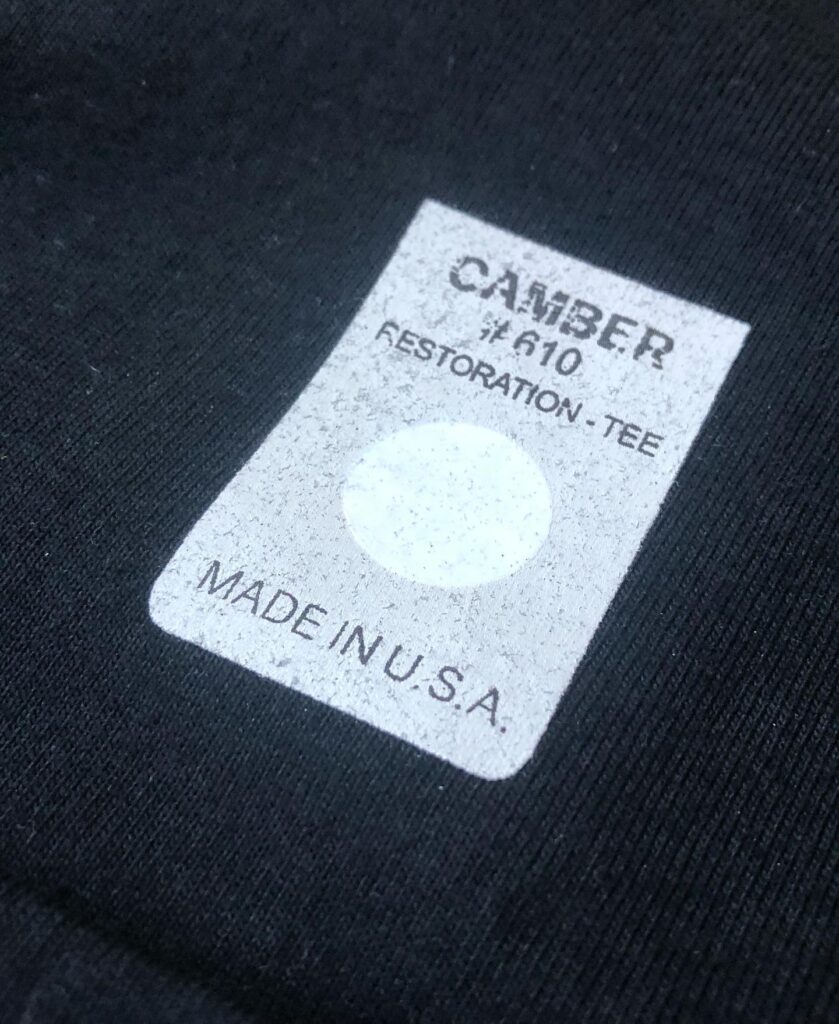 CAMBER
#610
RESTORATION - TEE
MADE IN U.S.A.